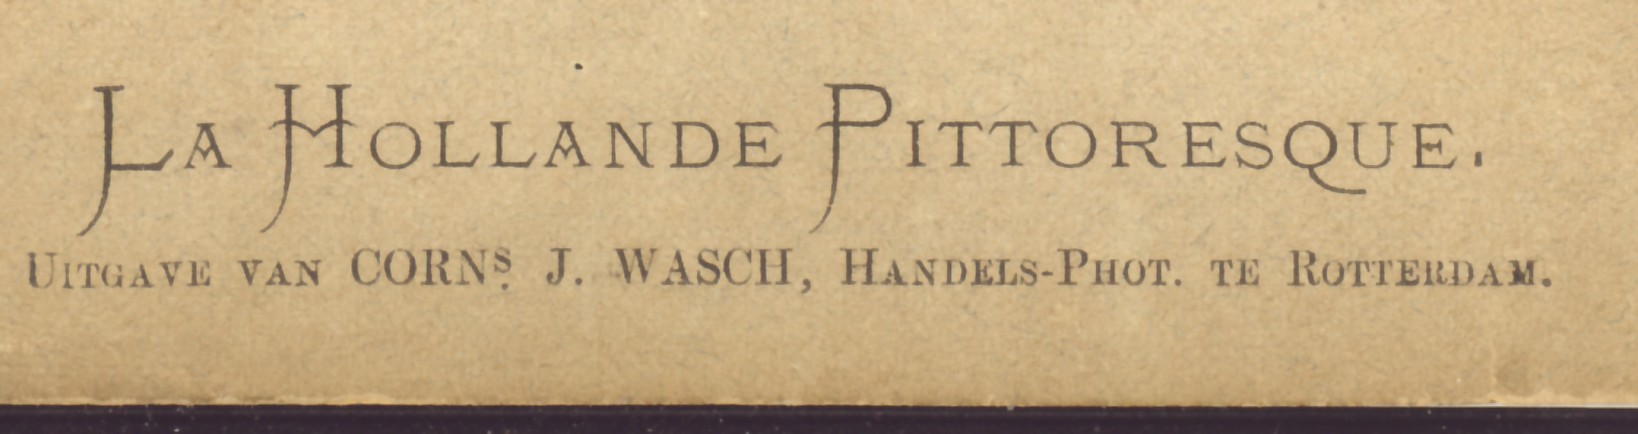 La Hollande Pittoresque.
Uitgave van CORNs. J. WASCH, Handels-Phot. te Rotterdam.